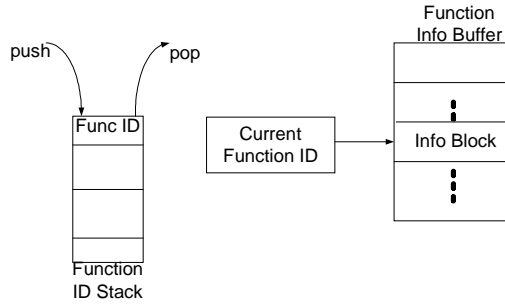 push
pop
Func ID
Function
ID Stack
Current
Function ID
Function
Info Buffer
Info Block